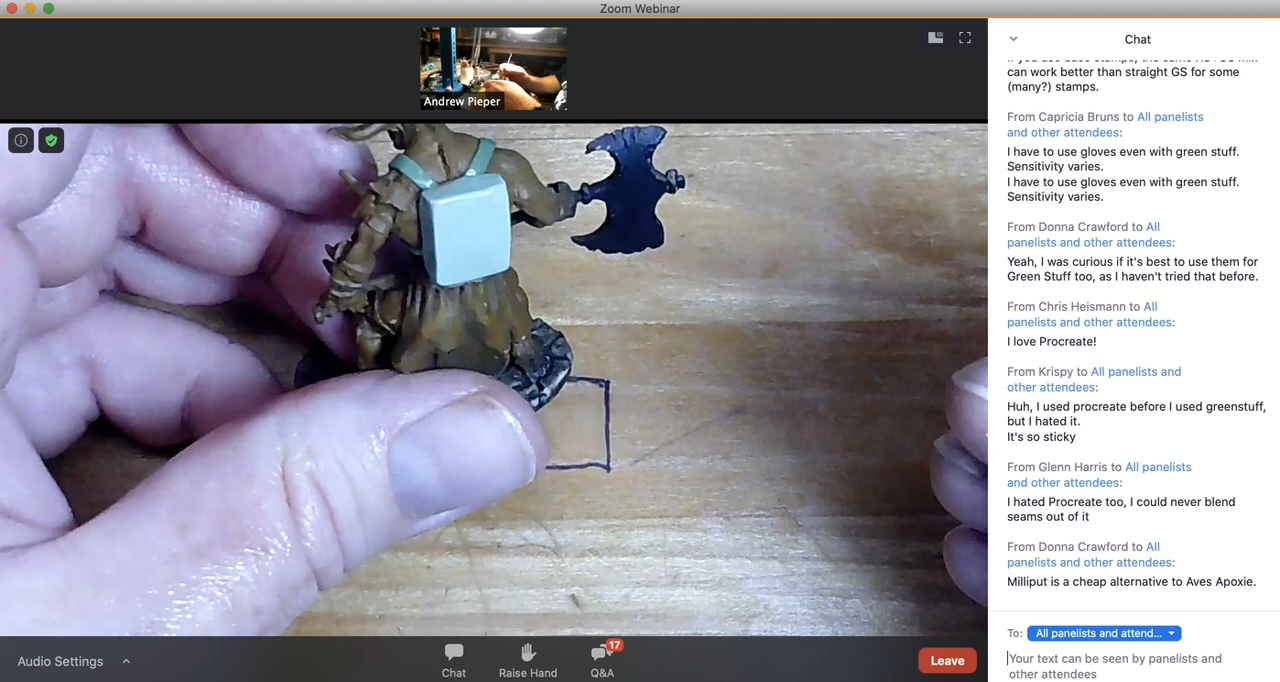 Zoom Webinar
Andrew Pieper
Chat
can work better than straight GS for some
(many?) stamps.
From Capricia Bruns to All panelists
and other attendees:
I have to use gloves even with green stuff.
Sensitivity varies.
I have to use gloves even with green stuff.
Sensitivity varies.
From Donna Crawford to All
panelists and other attendees:
Yeah, I was curious if it's best to use them for
Green Stuff too, as I haven't tried that before.
From Chris Heismann to All
panelists and other attendees:
I love Procreate!
From Krispy to All panelists and
other attendees:
Huh, I used procreate before I used greenstuff,
but I hated it.
It's so sticky
From Glenn Harris to All panelists
and other attendees:
I hated Procreate too, I could never blend
seams out of it
From Donna Crawford to All
panelists and other attendees:
Milliput is a cheap alternative to Aves Apoxie.
To: All panelists and attend...
Your text can be seen by panelists and
other attendees
Audio Settings
Chat
Raise Hand
17
Q&A
Leave